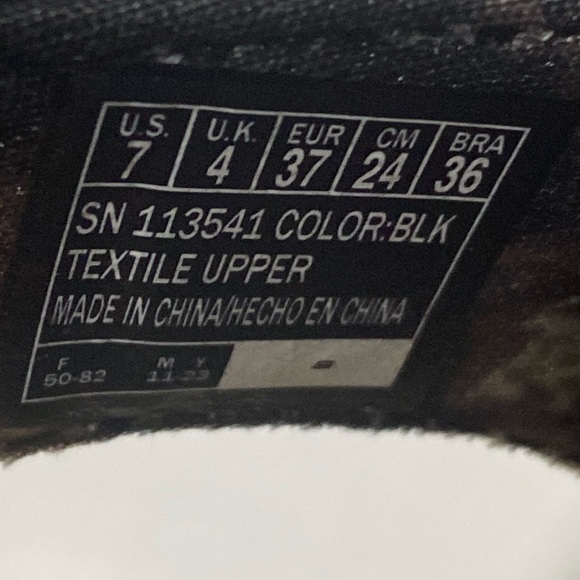 U.S. U.K. EUR CM BRA
7 4 37 24 36
SN 113541 COLOR:BLK
TEXTILE UPPER
MADE IN CHINA/HECHO EN CHINA
F M Y
50-82 11-23